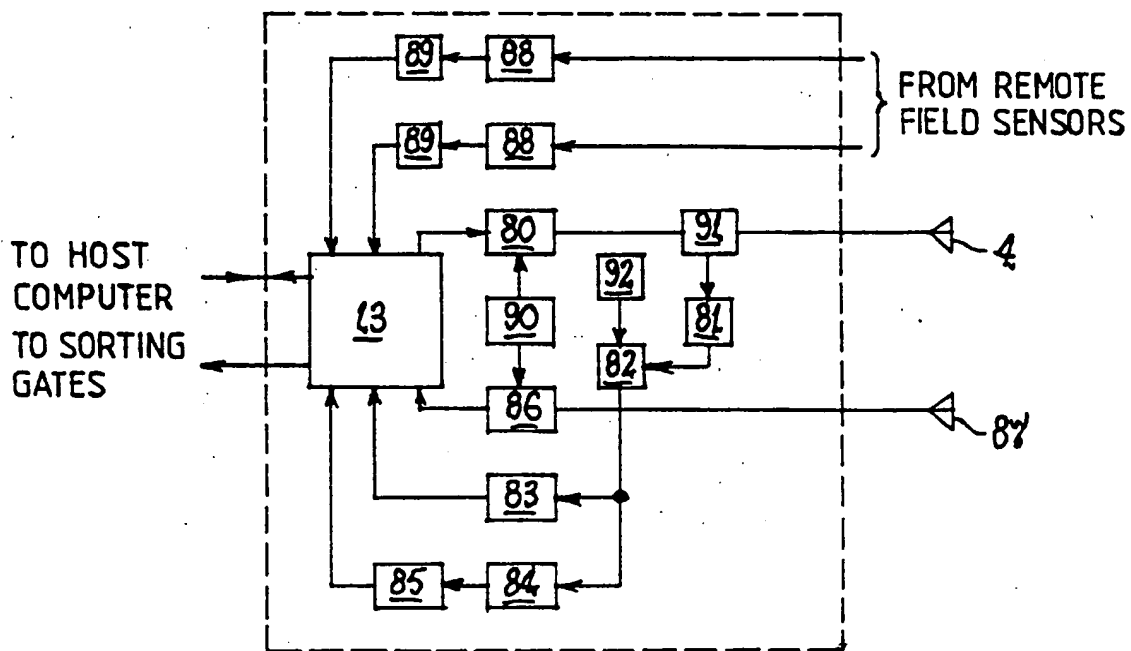 89 88
FROM REMOTE
FIELD SENSORS
89 88
80 91
4
TO HOST
COMPUTER
92
13
90
81
TO SORTING
GATES
82
86
87
83
85 84